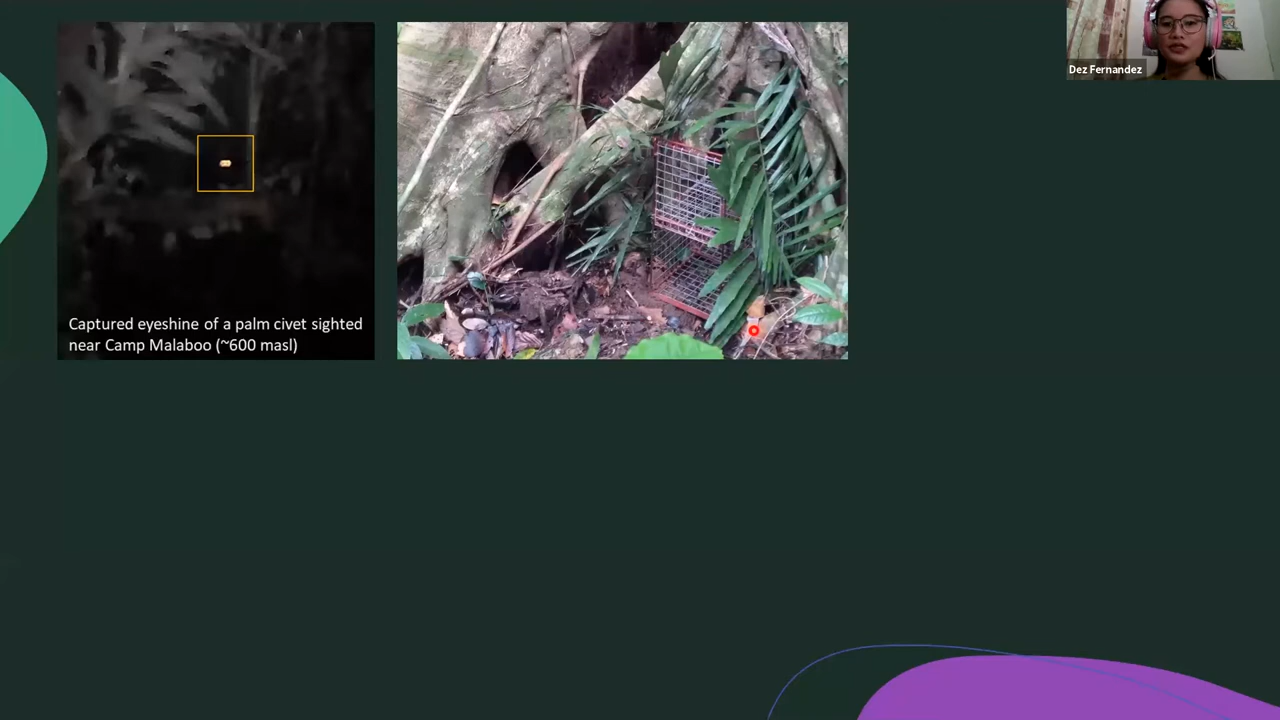 Captured eyeshine of a palm civet sighted
near Camp Malaboo (~600 masl)
Dez Fernandez